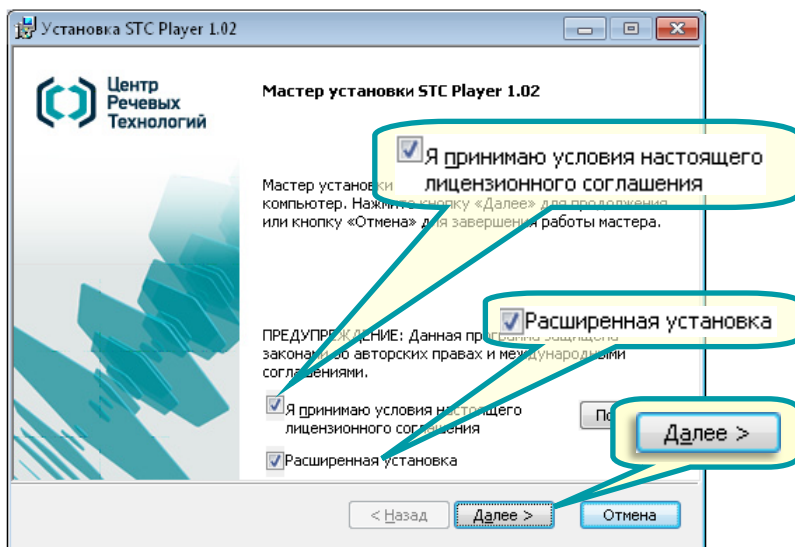 Установка STC Player 1.02
Центр
Речевых
Технологий
Мастер установки STC Player 1.02
Я принимаю условия настоящего
лицензионного соглашения
Мастер установки
компьютер. Нажмите кнопку «Далее» для продолжения
или кнопку «Отмена» для завершения работы мастера.
Расширенная установка
ПРЕДУПРЕЖДЕНИЕ: Данная программа защищена
законами об авторских правах и международными
соглашениями.
Я принимаю условия настоящего
лицензионного соглашения
Далее >
Расширенная установка
< Назад
Далее >
Отмена